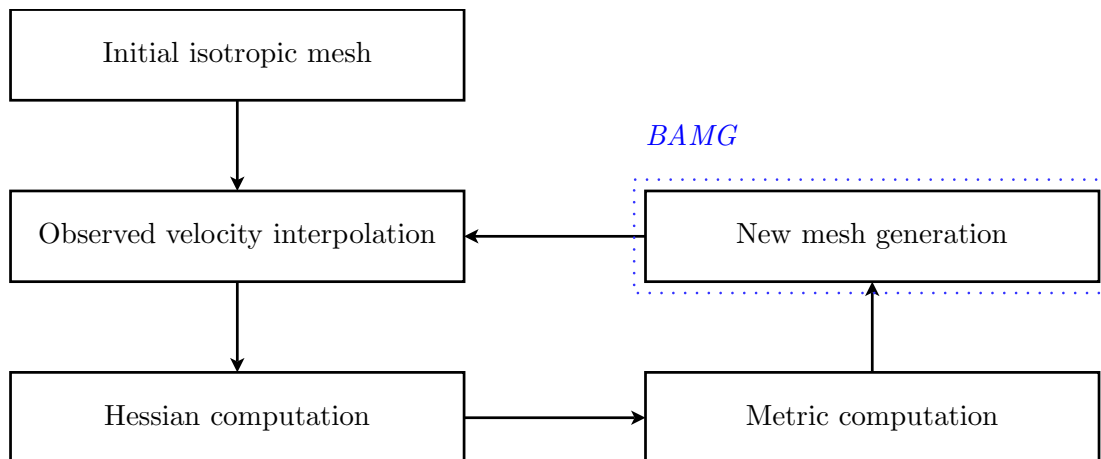 Initial isotropic mesh
BAMG
Observed velocity interpolation
New mesh generation
Hessian computation
Metric computation